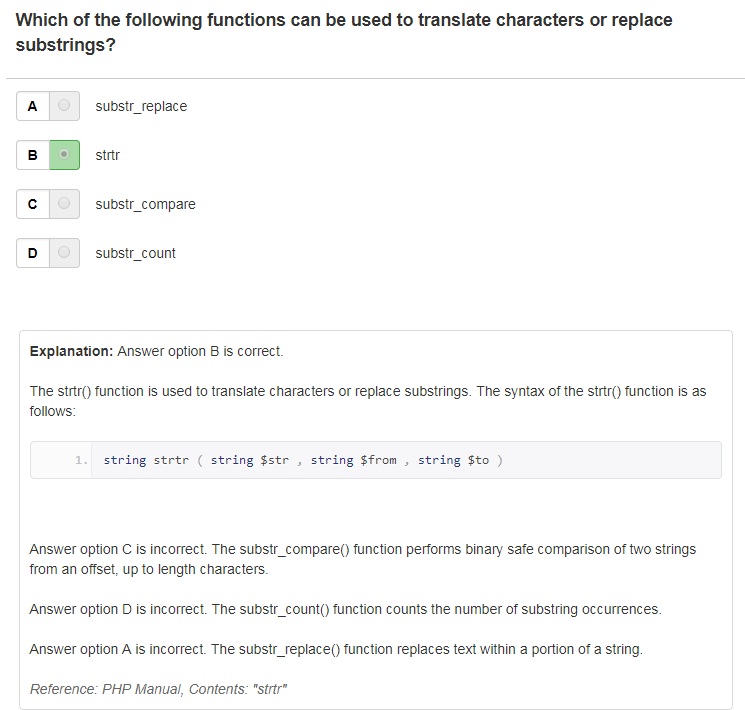 Which of the following functions can be used to translate characters or replace
substrings?
A substr_replace
B strtr
C substr_compare
D substr_count
Explanation: Answer option B is correct.
The strtr() function is used to translate characters or replace substrings. The syntax of the strtr() function is as
follows:
1. string strtr ( string $str , string $from , string $to )
Answer option C is incorrect. The substr_compare() function performs binary safe comparison of two strings
from an offset, up to length characters.
Answer option D is incorrect. The substr_count() function counts the number of substring occurrences.
Answer option A is incorrect. The substr_replace() function replaces text within a portion of a string.
Reference: PHP Manual, Contents: "strtr"